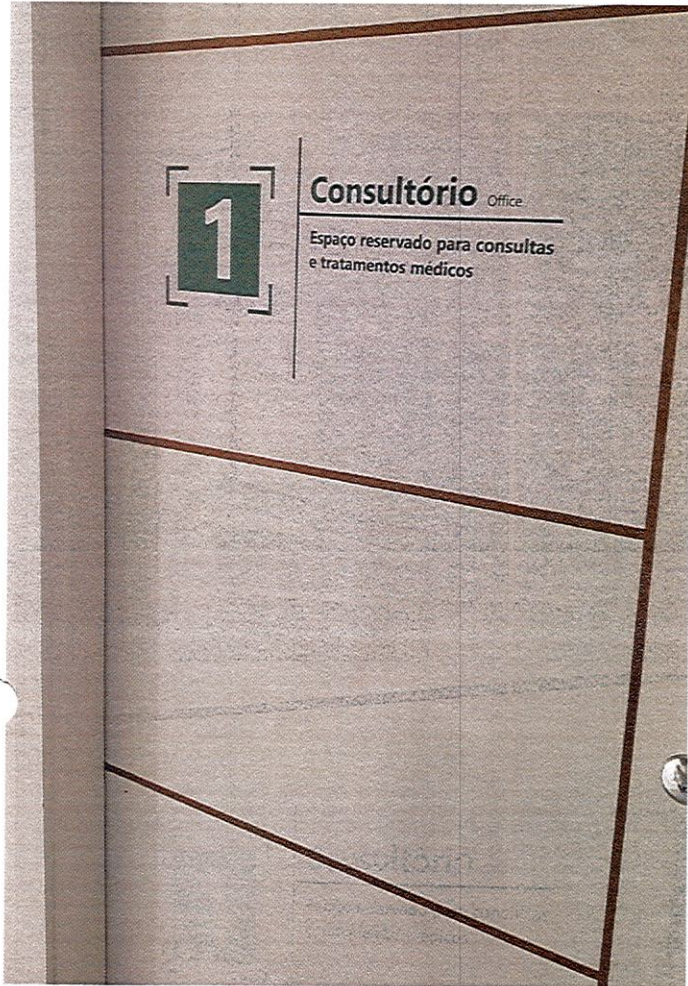 1
Consultório Office
Espaço reservado para consultas
e tratamentos médicos